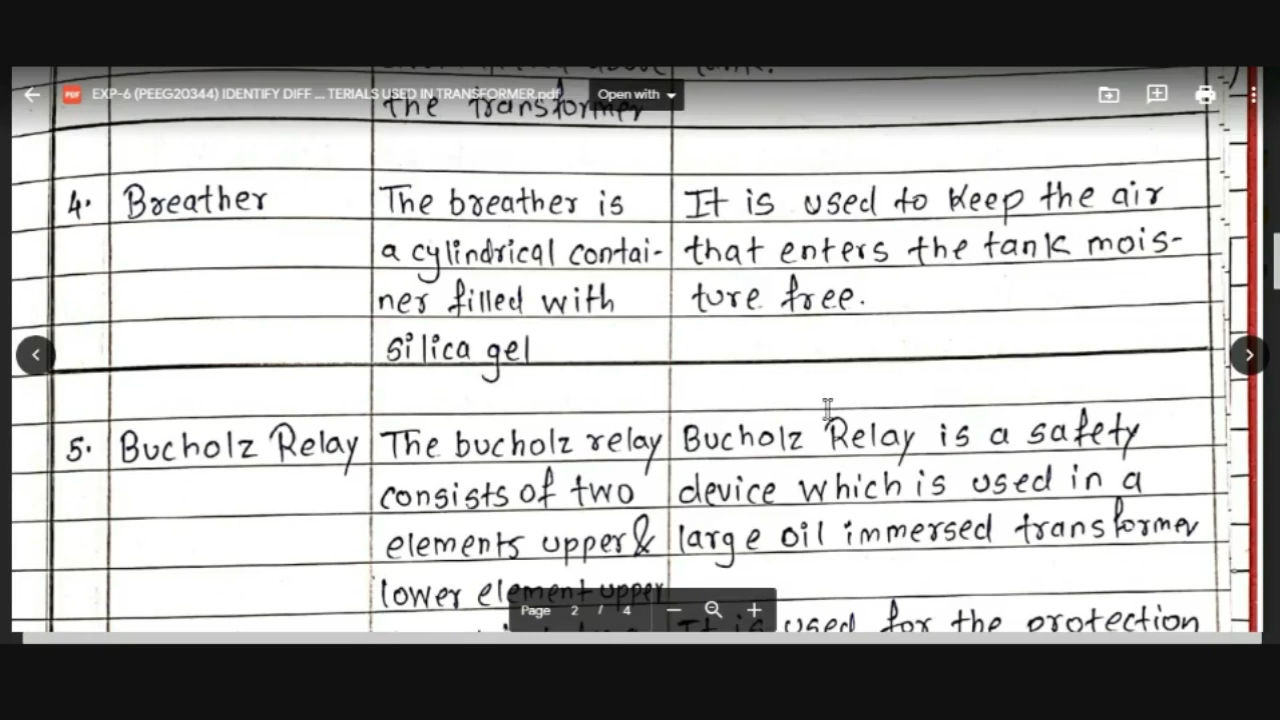 tank.
EXP-6 (PEEG20344) IDENTIFY DIFF ... TERIALS USED IN TRANSFORMER.pdf
Open with
the transformer
4. Breather
The breather is
a cylindrical contai-
ner filled with
silica gel
It is used to keep the air
that enters the tank mois-
ture free.
5. Bucholz Relay
The bucholz relay
consists of two
elements upper &
lower element upper
Bucholz Relay is a safety
device which is used in a
large oil immersed transformer
It is used for the protection
Page 2 / 4